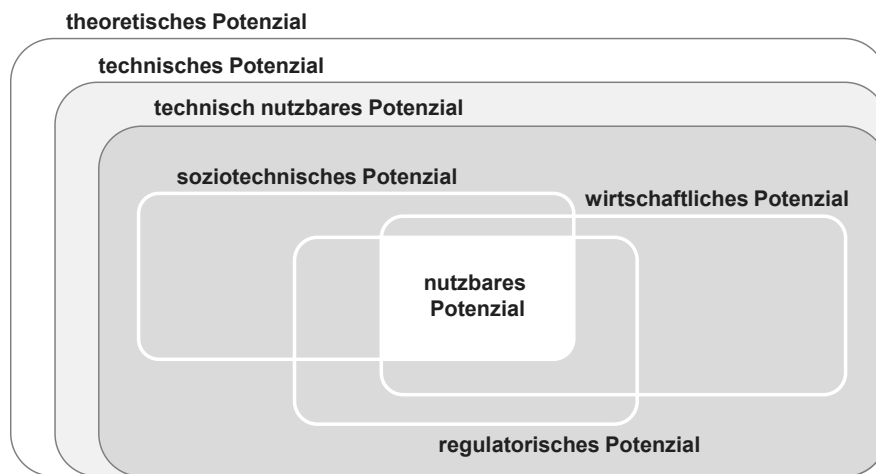 theoretisches Potenzial
technisches Potenzial
technisch nutzbares Potenzial
soziotechnisches Potenzial
wirtschaftliches Potenzial
nutzbares
Potenzial
regulatorisches Potenzial